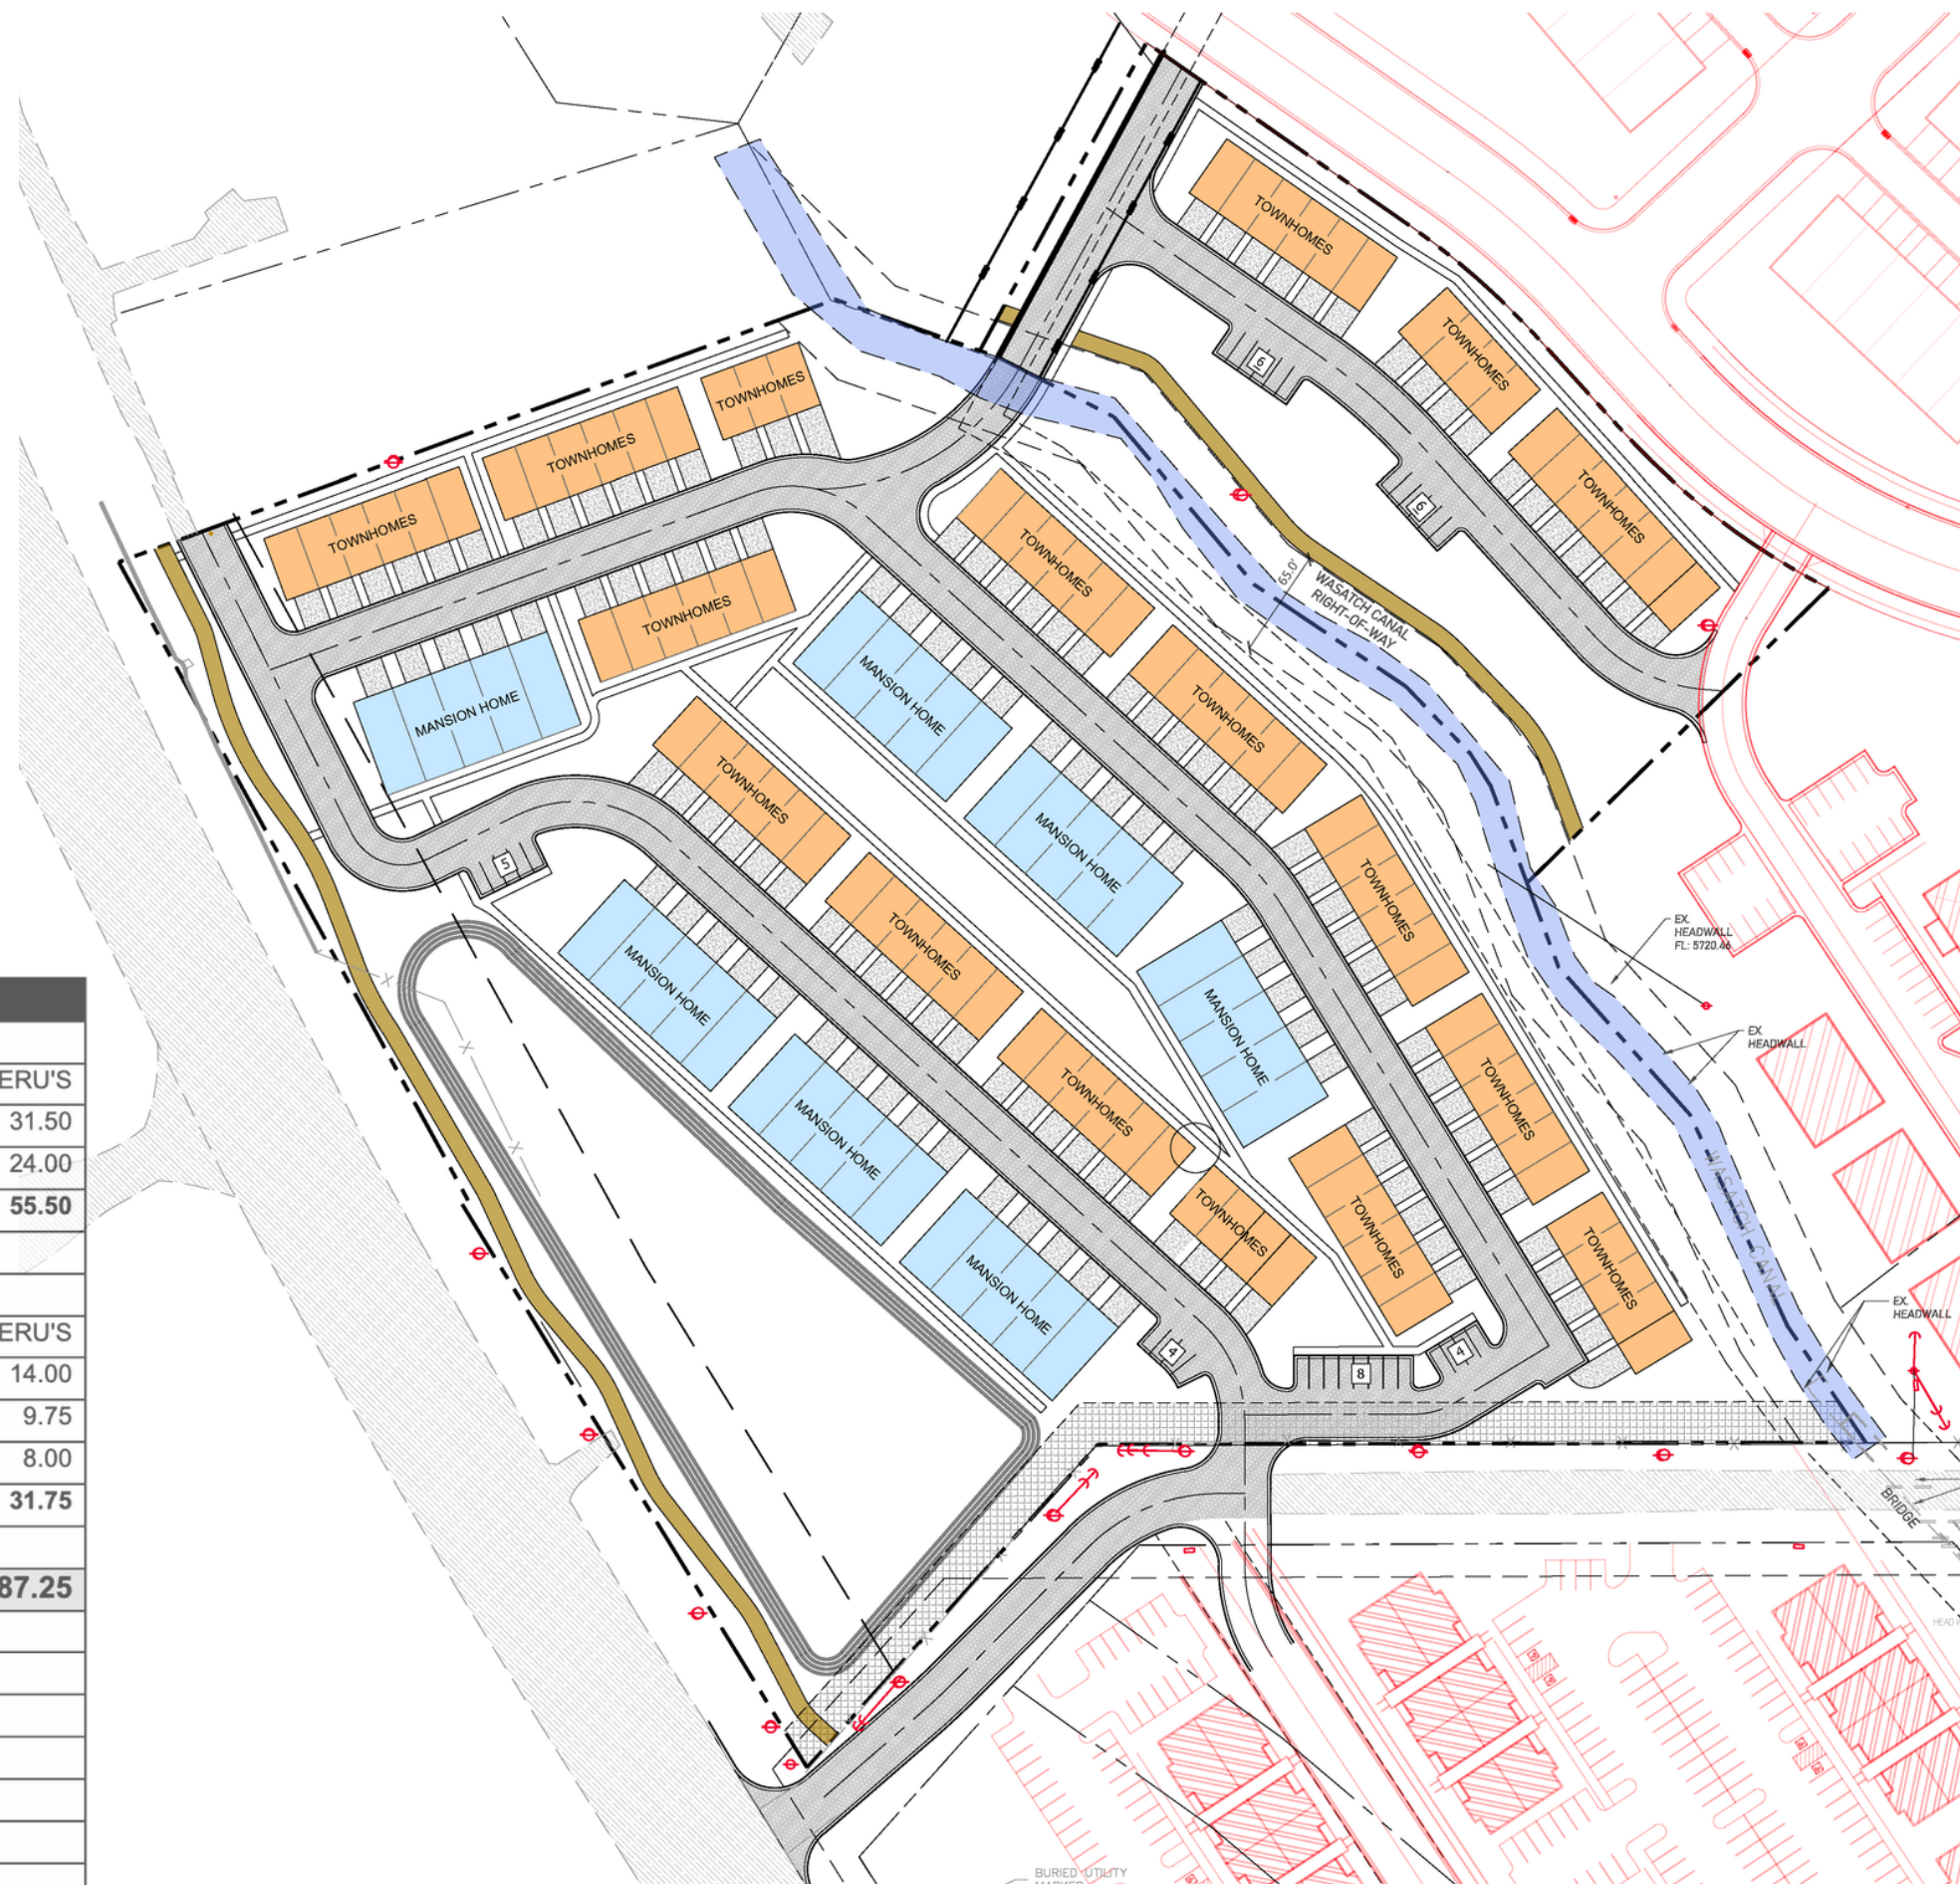 TOWNHOMES
TOWNHOMES
TOWNHOMES
TOWNHOMES
TOWNHOMES
TOWNHOMES
6
6
TOWNHOMES
TOWNHOMES
65.0'
WASATCH CANAL
RIGHT-OF-WAY
MANSION HOME
MANSION HOME
TOWNHOMES
TOWNHOMES
TOWNHOMES
MANSION HOME
5
TOWNHOMES
TOWNHOMES
EX.
HEADWALL
FL: 5720.46
MANSION HOME
MANSION HOME
EX.
HEADWALL
TOWNHOMES
TOWNHOMES
MANSION HOME
WASATCH CANAL
TOWNHOMES
TOWNHOMES
TOWNHOMES
MANSION HOME
EX.
HEADWALL
4
8
4
BRIDGE
ERU'S
31.50
24.00
55.50
ERU'S
14.00
9.75
8.00
31.75
87.25
BURIED UTILITY
MARKER